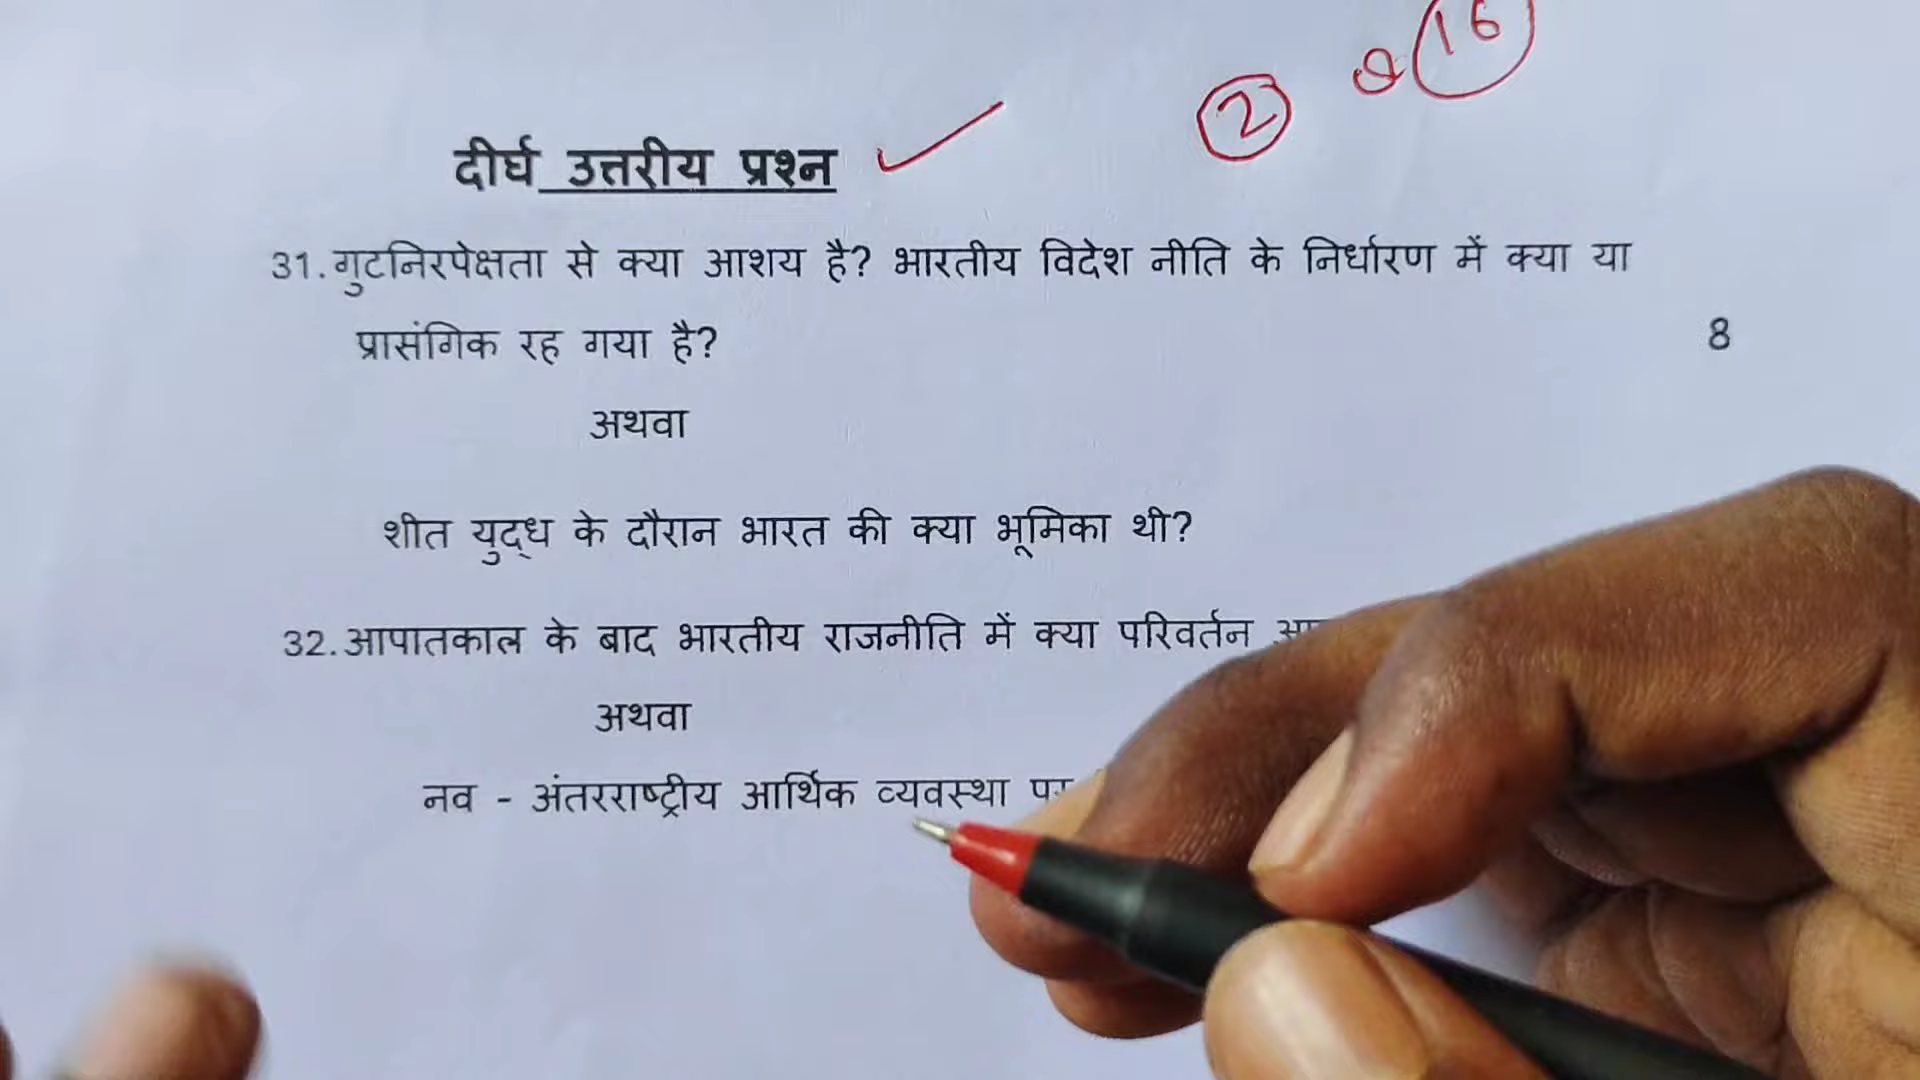 16
2
दीर्घ उत्तरीय प्रश्न
31. गुटनिरपेक्षता से क्या आशय है? भारतीय विदेश नीति के निर्धारण में क्या या
प्रासंगिक रह गया है?
8
अथवा
शीत युद्ध के दौरान भारत की क्या भूमिका थी?
32. आपातकाल के बाद भारतीय राजनीति में क्या परिवर्तन
अथवा
नव - अंतरराष्ट्रीय आर्थिक व्यवस्था